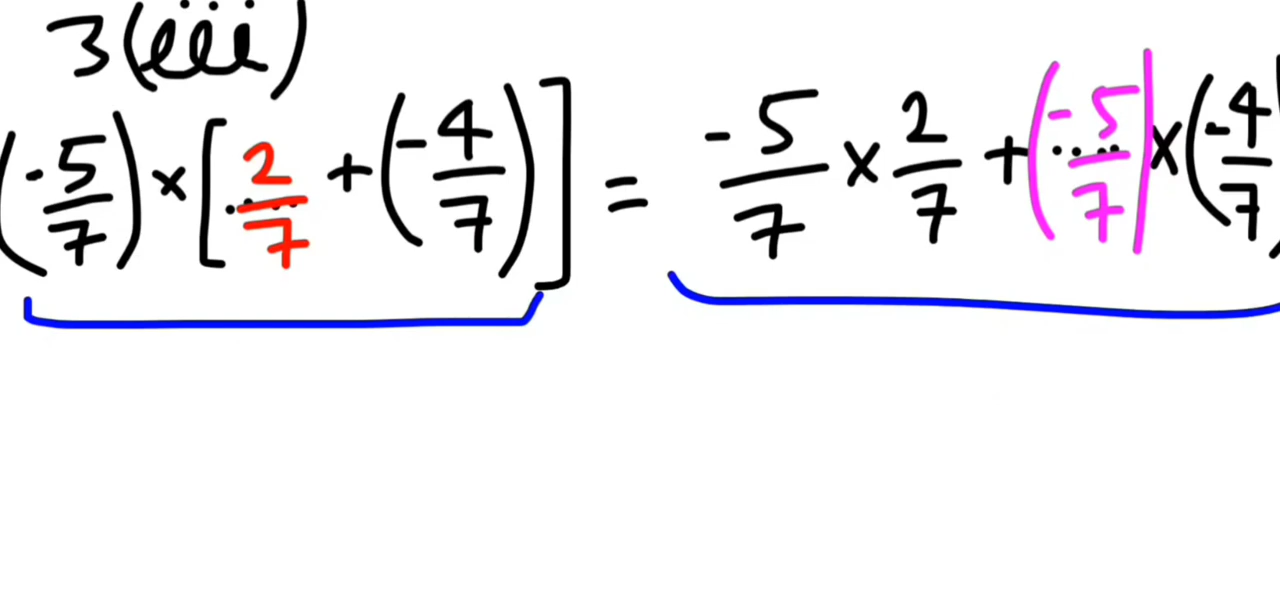 3(iii)
(-5/7) × [2/7 + (-4/7)] = -5/7 × 2/7 + (-5/7) × (-4/7)